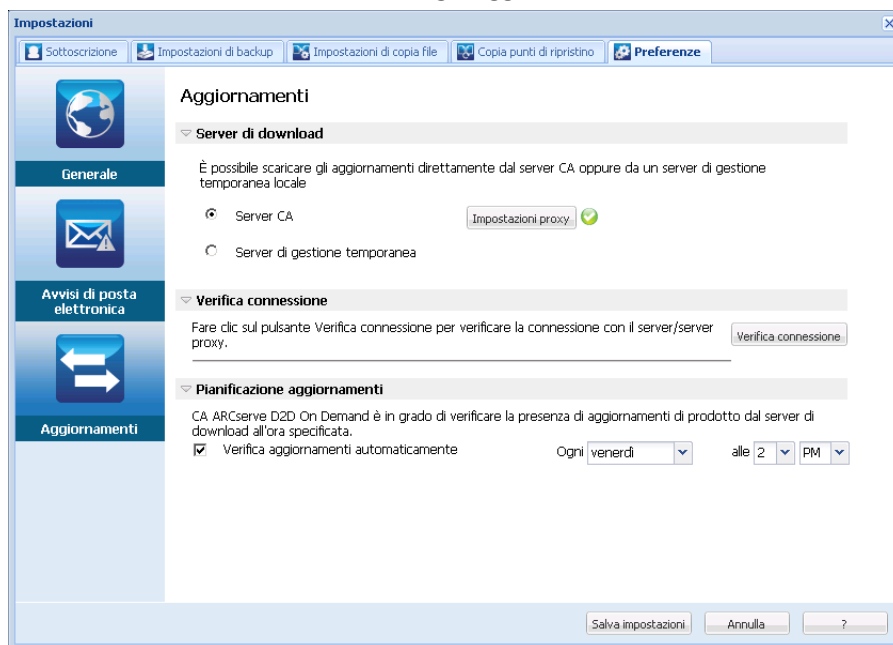 Impostazioni
Sottoscrizione
Impostazioni di backup
Impostazioni di copia file
Copia punti di ripristino
Preferenze
Generale
Avvisi di posta
elettronica
Aggiornamenti
Aggiornamenti
Server di download
È possibile scaricare gli aggiornamenti direttamente dal server CA oppure da un server di gestione
temporanea locale
Server CA
Impostazioni proxy
Server di gestione temporanea
Verifica connessione
Fare clic sul pulsante Verifica connessione per verificare la connessione con il server/server
proxy.
Verifica connessione
Pianificazione aggiornamenti
CA ARCserve D2D On Demand è in grado di verificare la presenza di aggiornamenti di prodotto dal server di
download all'ora specificata.
Verifica aggiornamenti automaticamente
Ogni venerdì
alle 2 PM
Salva impostazioni
Annulla
?